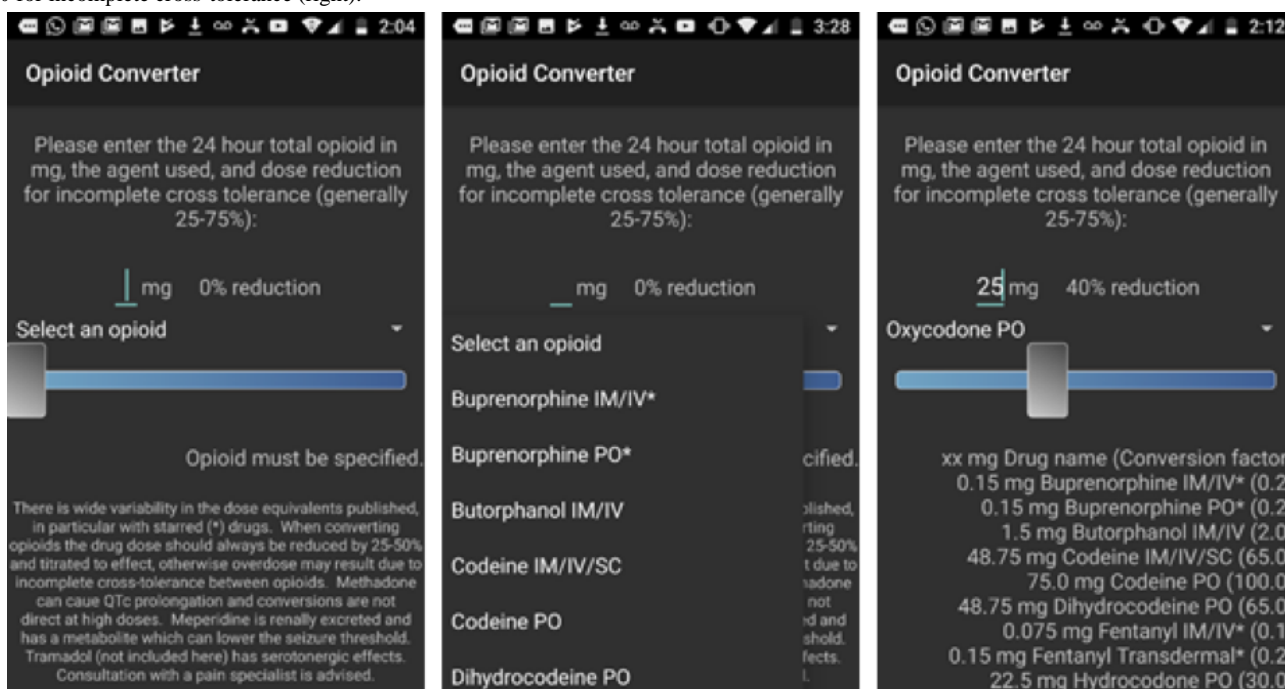 2:04
Opioid Converter
Please enter the 24 hour total opioid in
mg, the agent used, and dose reduction
for incomplete cross tolerance (generally
25-75%):
mg 0% reduction
Select an opioid
Opioid must be specified.
There is wide variability in the dose equivalents published,
in particular with starred (*) drugs. When converting
opioids the drug dose should always be reduced by 25-50%
and titrated to effect, otherwise overdose may result due to
incomplete cross-tolerance between opioids. Methadone
can caue QTc prolongation and conversions are not
direct at high doses. Meperidine is renally excreted and
has a metabolite which can lower the seizure threshold.
Tramadol (not included here) has serotonergic effects.
Consultation with a pain specialist is advised.
3:28
Opioid Converter
Please enter the 24 hour total opioid in
mg, the agent used, and dose reduction
for incomplete cross tolerance (generally
25-75%):
mg 0% reduction
Select an opioid
Buprenorphine IM/IV*
Buprenorphine PO*
cified.
Butorphanol IM/IV
blished,
rting
25-50%
Codeine IM/IV/SC
t due to
hadone
not
Codeine PO
ed and
shold.
fects.
Dihydrocodeine PO
2:12
Opioid Converter
Please enter the 24 hour total opioid in
mg, the agent used, and dose reduction
for incomplete cross tolerance (generally
25-75%):
25 mg 40% reduction
Oxycodone PO
xx mg Drug name (Conversion factor
0.15 mg Buprenorphine IM/IV* (0.2
0.15 mg Buprenorphine PO* (0.2
1.5 mg Butorphanol IM/IV (2.0
48.75 mg Codeine IM/IV/SC (65.0
75.0 mg Codeine PO (100.0
48.75 mg Dihydrocodeine PO (65.0
0.075 mg Fentanyl IM/IV* (0.1
0.15 mg Fentanyl Transdermal* (0.2
22.5 mg Hydrocodone PO (30.0